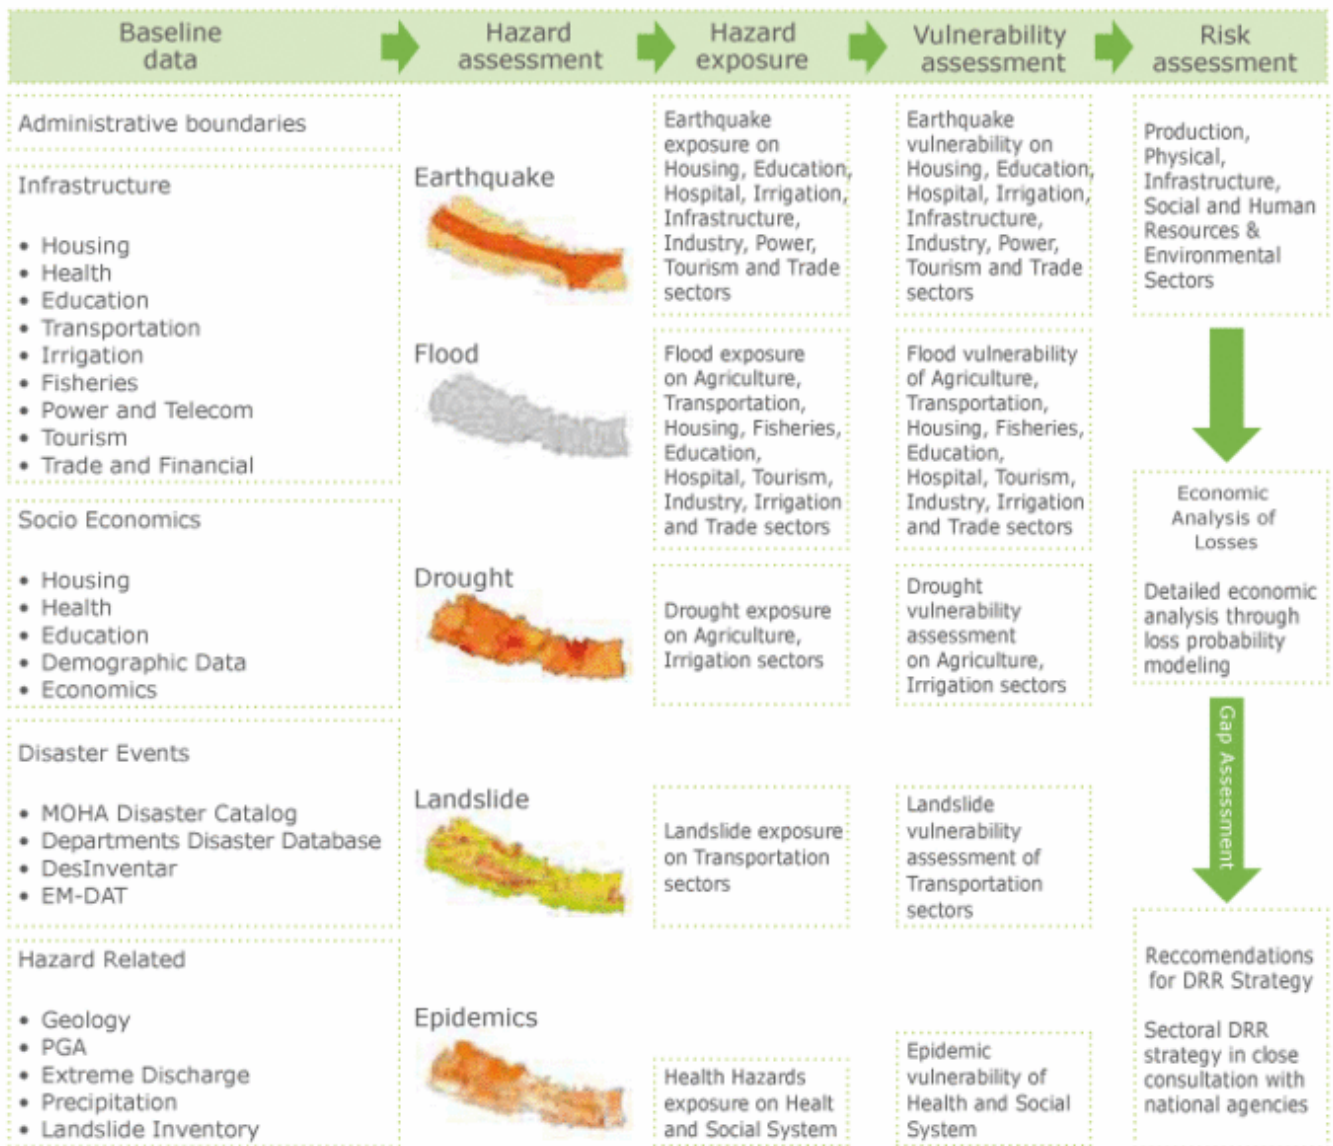 Baseline
data
Hazard
assessment
Hazard
exposure
Vulnerability
assessment
Risk
assessment
Administrative boundaries
Infrastructure
• Housing
• Health
• Education
• Transportation
• Irrigation
• Fisheries
• Power and Telecom
• Tourism
• Trade and Financial
Socio Economics
• Housing
• Health
• Education
• Demographic Data
• Economics
Disaster Events
• MOHA Disaster Catalog
• Departments Disaster Database
• DesInventar
• EM-DAT
Hazard Related
• Geology
• PGA
• Extreme Discharge
• Precipitation
• Landslide Inventory
Earthquake
Flood
Drought
Landslide
Epidemics
Earthquake
exposure on
Housing, Education,
Hospital, Irrigation,
Infrastructure,
Industry, Power,
Tourism and Trade
sectors
Flood exposure
on Agriculture,
Transportation,
Housing, Fisheries,
Education,
Hospital, Tourism,
Industry, Irrigation
and Trade sectors
Drought exposure
on Agriculture,
Irrigation sectors
Landslide exposure
on Transportation
sectors
Health Hazards
exposure on Healt
and Social System
Earthquake
vulnerability on
Housing, Education,
Hospital, Irrigation,
Infrastructure,
Industry, Power,
Tourism and Trade
sectors
Flood vulnerability
of Agriculture,
Transportation,
Housing, Fisheries,
Education,
Hospital, Tourism,
Industry, Irrigation
and Trade sectors
Drought
vulnerability
assessment
on Agriculture,
Irrigation sectors
Landslide
vulnerability
assessment of
Transportation
sectors
Epidemic
vulnerability of
Health and Social
System
Production,
Physical,
Infrastructure,
Social and Human
Resources &
Environmental
Sectors
Economic
Analysis of
Losses
Detailed economic
analysis through
loss probability
modeling
Gap Assessment
Reccomendations
for DRR Strategy
Sectoral DRR
strategy in close
consultation with
national agencies